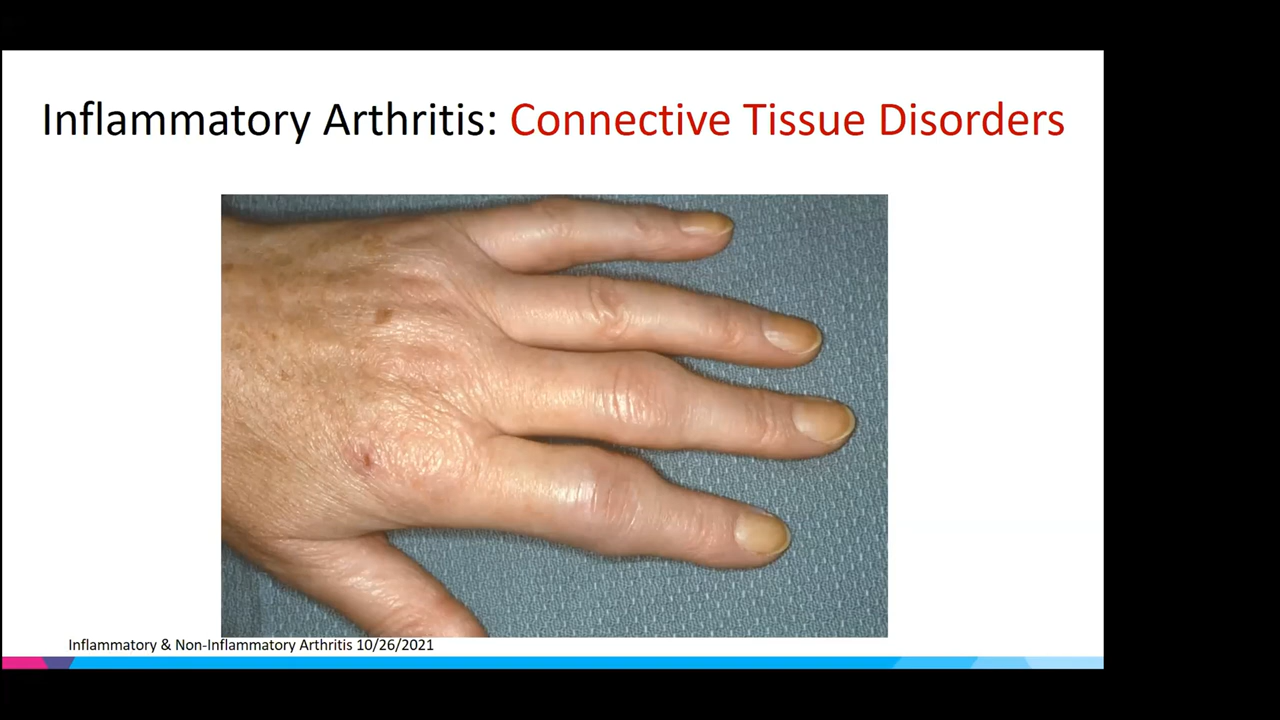 Inflammatory Arthritis: Connective Tissue Disorders
Inflammatory & Non-Inflammatory Arthritis 10/26/2021